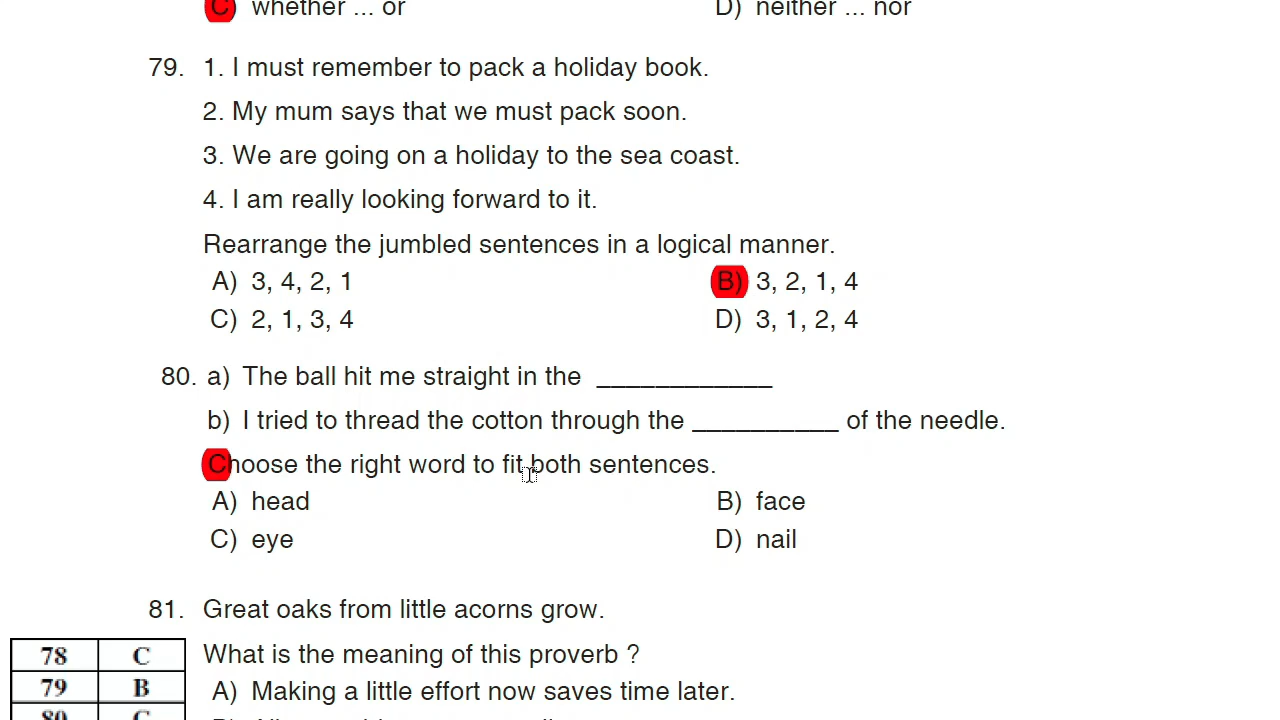 C) whether ... or D) neither ... nor
79. 1. I must remember to pack a holiday book.
2. My mum says that we must pack soon.
3. We are going on a holiday to the sea coast.
4. I am really looking forward to it.
Rearrange the jumbled sentences in a logical manner.
A) 3, 4, 2, 1 B) 3, 2, 1, 4
C) 2, 1, 3, 4 D) 3, 1, 2, 4
80. a) The ball hit me straight in the ____________
b) I tried to thread the cotton through the __________ of the needle.
Choose the right word to fit both sentences.
A) head B) face
C) eye D) nail
81. Great oaks from little acorns grow.
What is the meaning of this proverb ?
A) Making a little effort now saves time later.
78 C
79 B
80 C